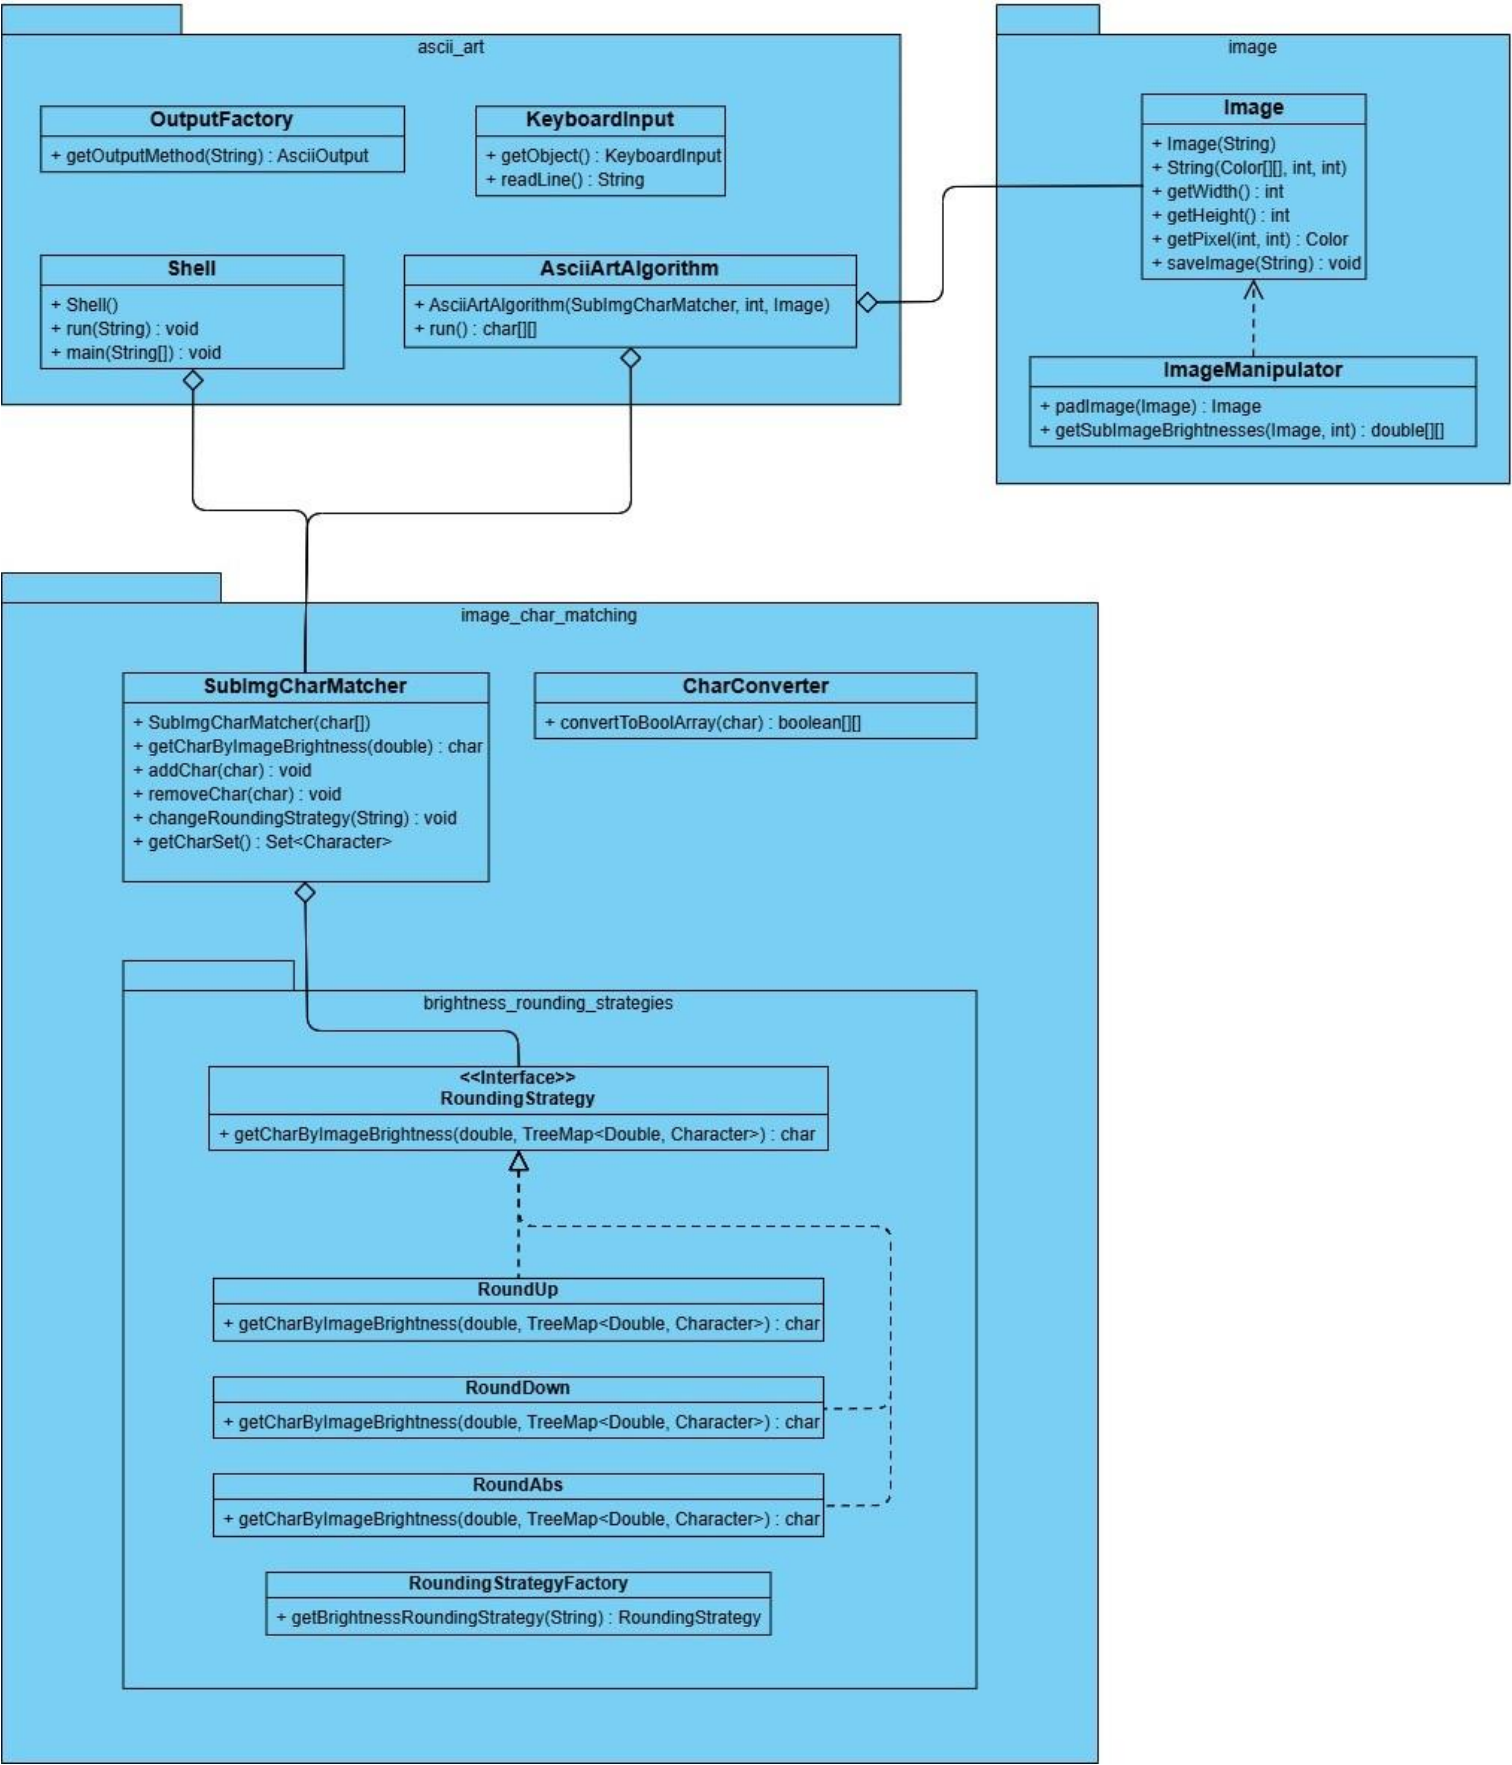 ascii_art
OutputFactory
+ getOutputMethod(String) : AsciiOutput
KeyboardInput
+ getObject() : KeyboardInput
+ readLine() : String
Shell
+ Shell()
+ run(String) : void
+ main(String[]) : void
AsciiArtAlgorithm
+ AsciiArtAlgorithm(SubImgCharMatcher, int, Image)
+ run() : char[][]
image
Image
+ Image(String)
+ String(Color[][], int, int)
+ getWidth() : int
+ getHeight() : int
+ getPixel(int, int) : Color
+ saveImage(String) : void
ImageManipulator
+ padImage(Image) : Image
+ getSubImageBrightnesses(Image, int) : double[][]
image_char_matching
SubImgCharMatcher
+ SubImgCharMatcher(char[])
+ getCharByImageBrightness(double) : char
+ addChar(char) : void
+ removeChar(char) : void
+ changeRoundingStrategy(String) : void
+ getCharSet() : Set<Character>
CharConverter
+ convertToBoolArray(char) : boolean[][]
brightness_rounding_strategies
<<Interface>>
RoundingStrategy
+ getCharByImageBrightness(double, TreeMap<Double, Character>) : char
RoundUp
+ getCharByImageBrightness(double, TreeMap<Double, Character>) : char
RoundDown
+ getCharByImageBrightness(double, TreeMap<Double, Character>) : char
RoundAbs
+ getCharByImageBrightness(double, TreeMap<Double, Character>) : char
RoundingStrategyFactory
+ getBrightnessRoundingStrategy(String) : RoundingStrategy